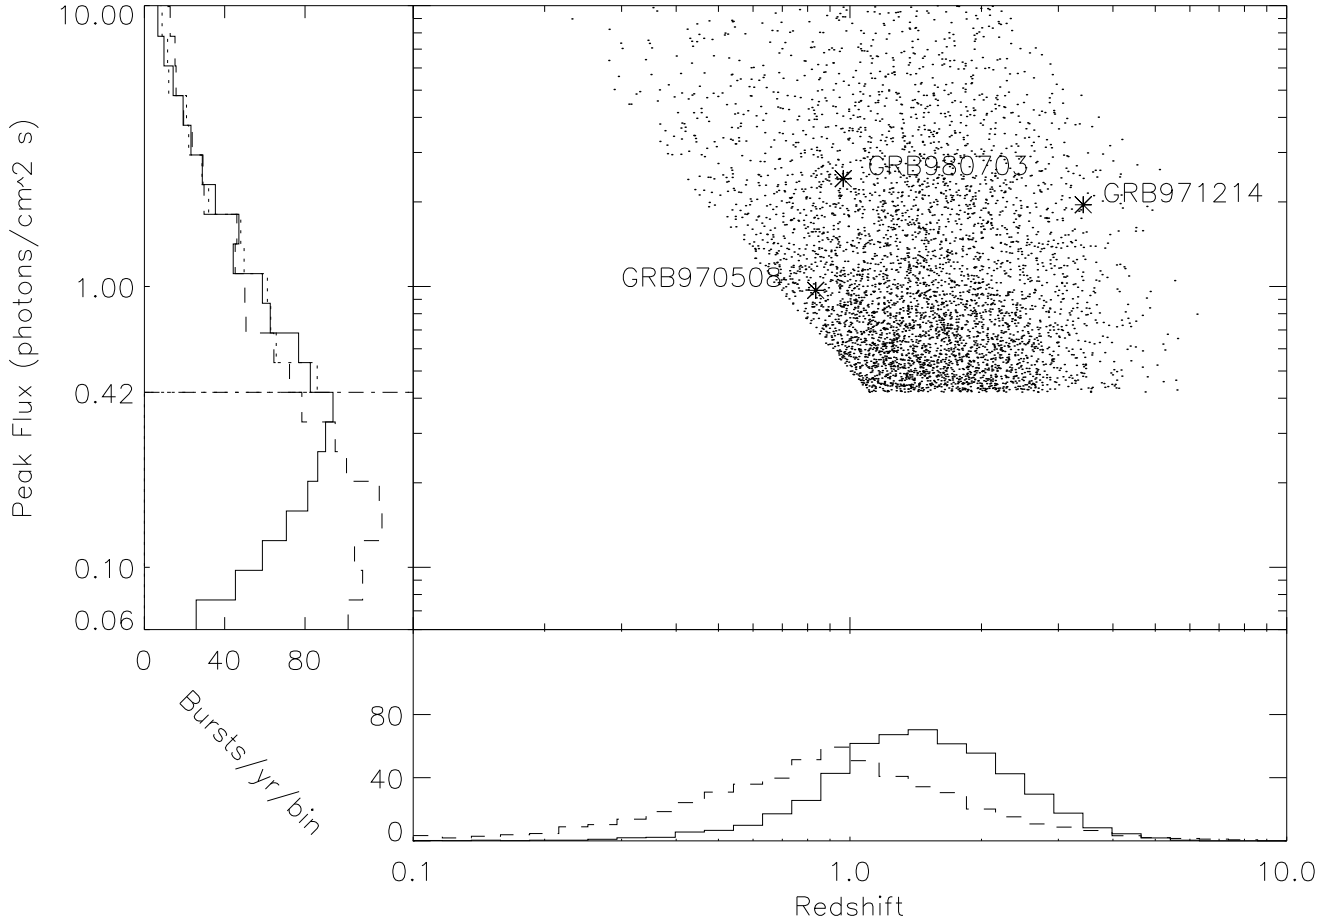 10.00
1.00
0.42
0.10
0.06
Peak Flux (photons/cm^2 s)
GRB980703
GRB971214
GRB970508
0 40 80
Bursts/yr/bin
80
40
0
0.1 1.0 10.0
Redshift